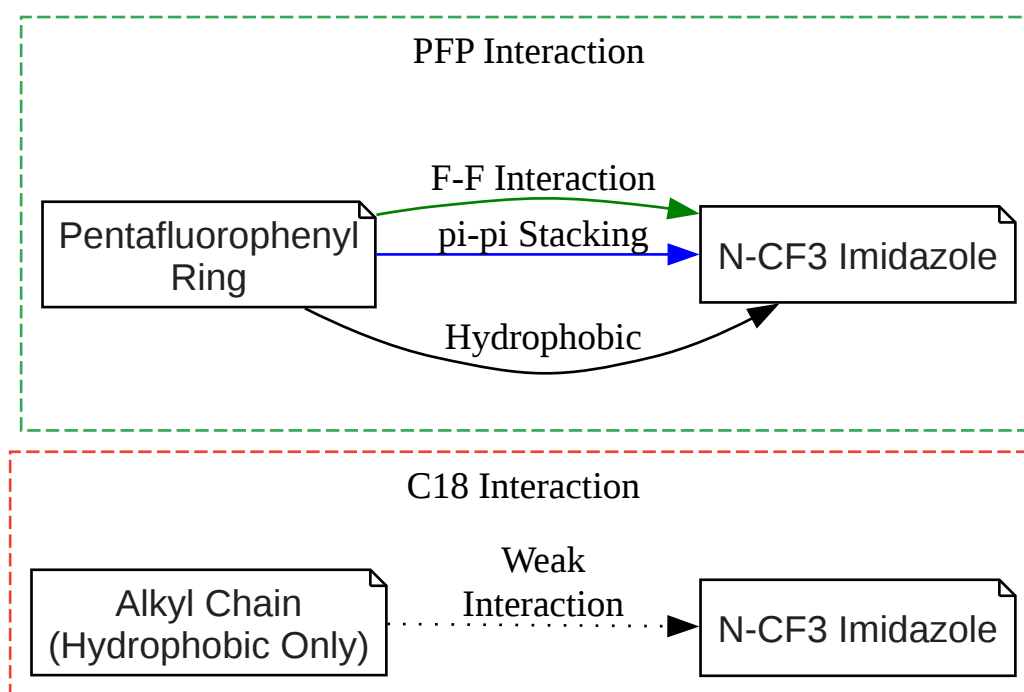 PFP Interaction
F-F Interaction
pi-pi Stacking
Pentafluorophenyl
Ring
N-CF3 Imidazole
Hydrophobic
C18 Interaction
Weak
Interaction
Alkyl Chain
(Hydrophobic Only)
N-CF3 Imidazole